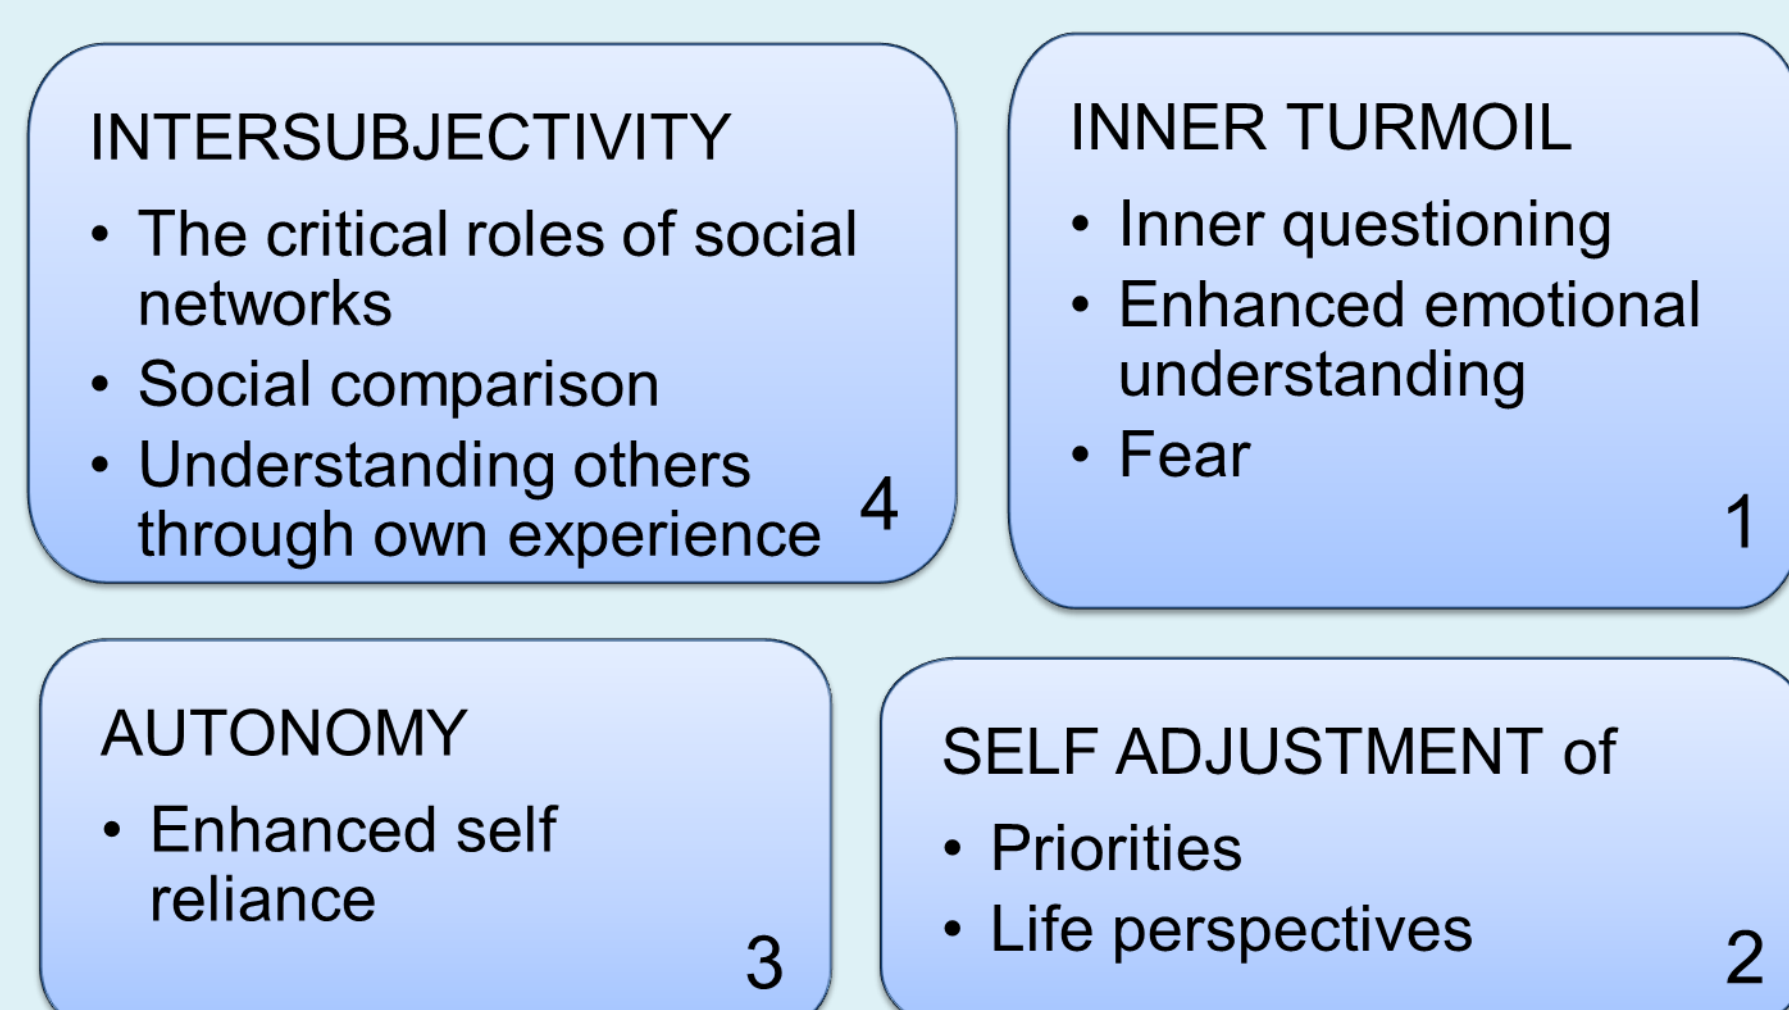 INTERSUBJECTIVITY
• The critical roles of social
networks
• Social comparison
• Understanding others
through own experience
4
INNER TURMOIL
• Inner questioning
• Enhanced emotional
understanding
• Fear
1
AUTONOMY
• Enhanced self
reliance
3
SELF ADJUSTMENT of
• Priorities
• Life perspectives
2